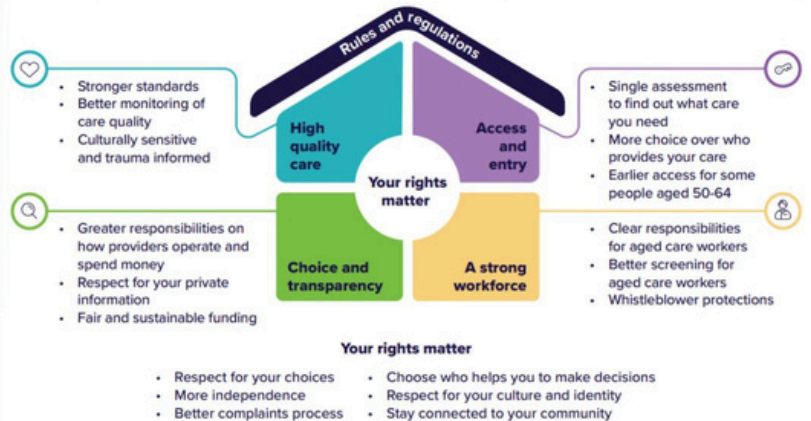 Rules and regulations
• Stronger standards
• Better monitoring of
care quality
• Culturally sensitive
and trauma informed
High
quality
care
Access
and
entry
• Single assessment
to find out what care
you need
• More choice over who
provides your care
• Earlier access for some
people aged 50-64
Your rights
matter
• Greater responsibilities on
how providers operate and
spend money
• Respect for your private
information
• Fair and sustainable funding
Choice and
transparency
A strong
workforce
• Clear responsibilities
for aged care workers
• Better screening for
aged care workers
• Whistleblower protections
Your rights matter
• Respect for your choices
• More independence
• Better complaints process
• Choose who helps you to make decisions
• Respect for your culture and identity
• Stay connected to your community